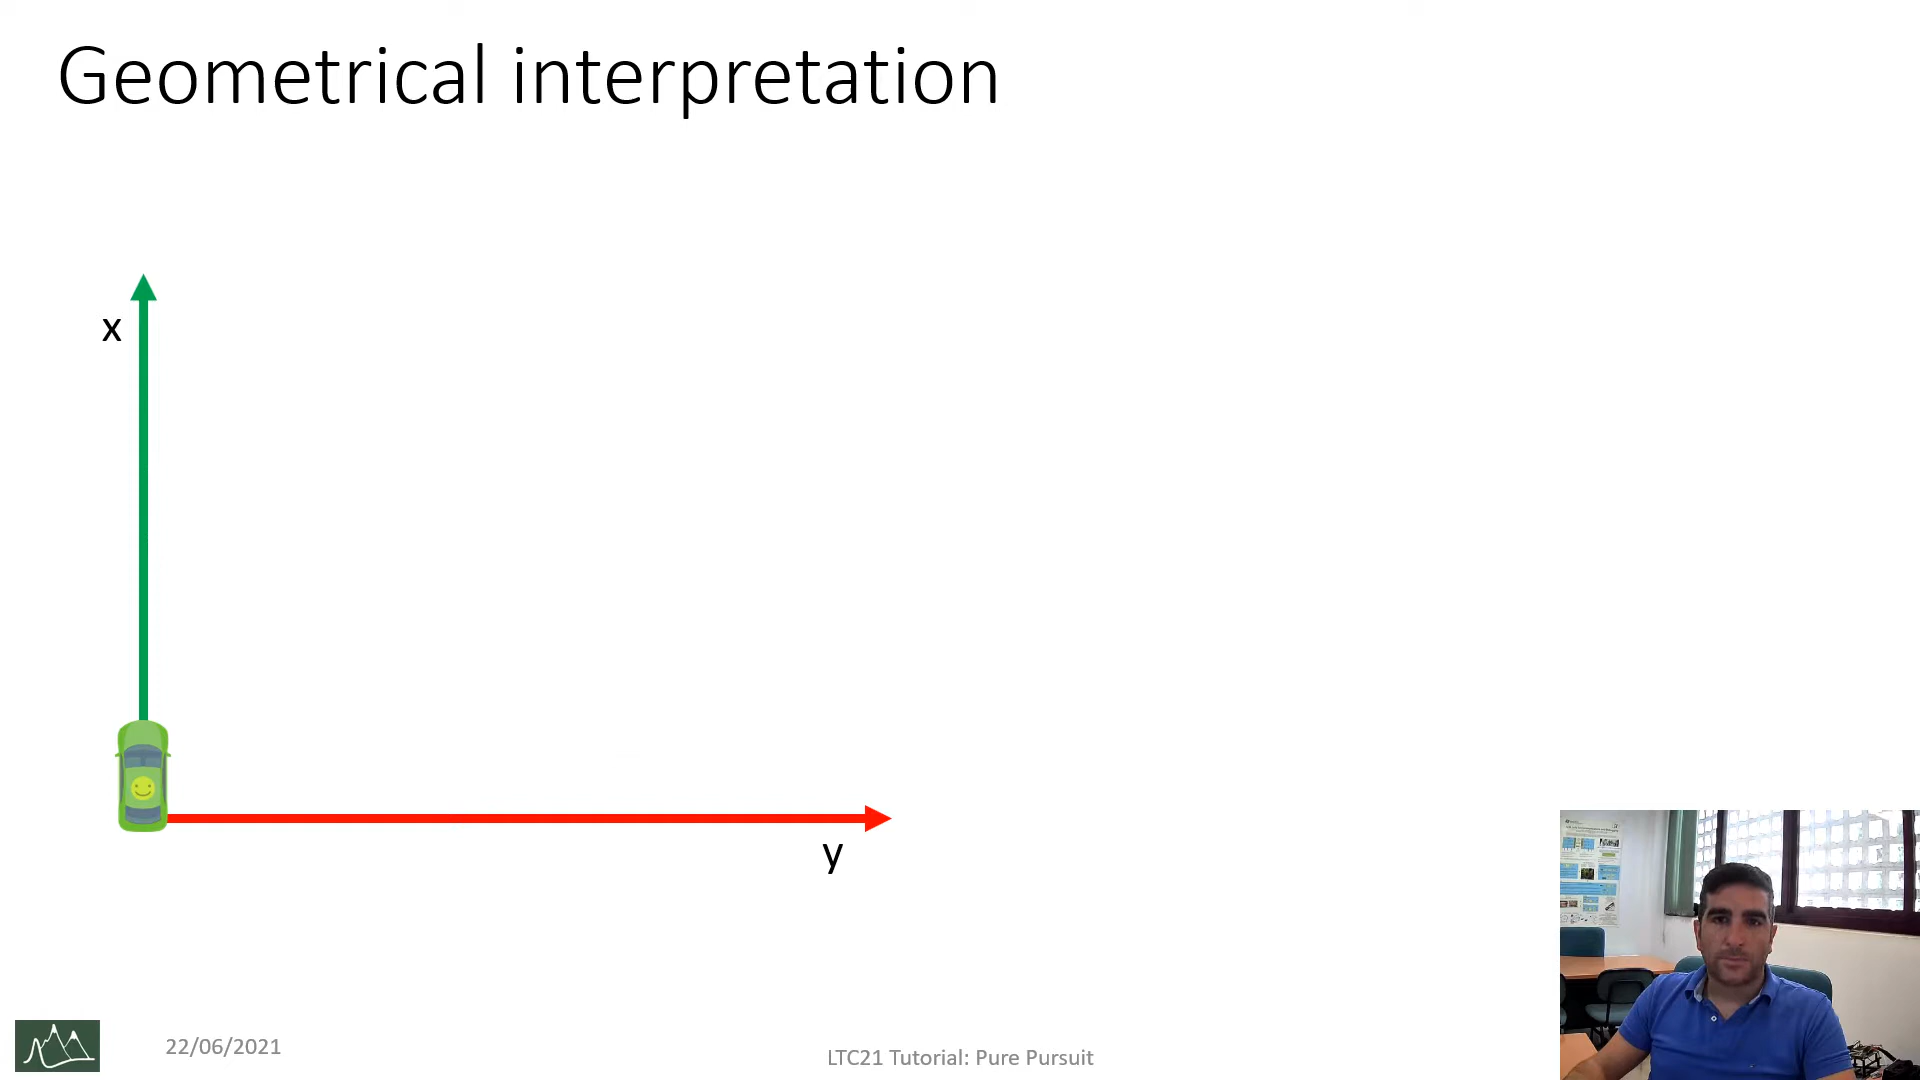 Geometrical interpretation
x
y
22/06/2021
LTC21 Tutorial: Pure Pursuit